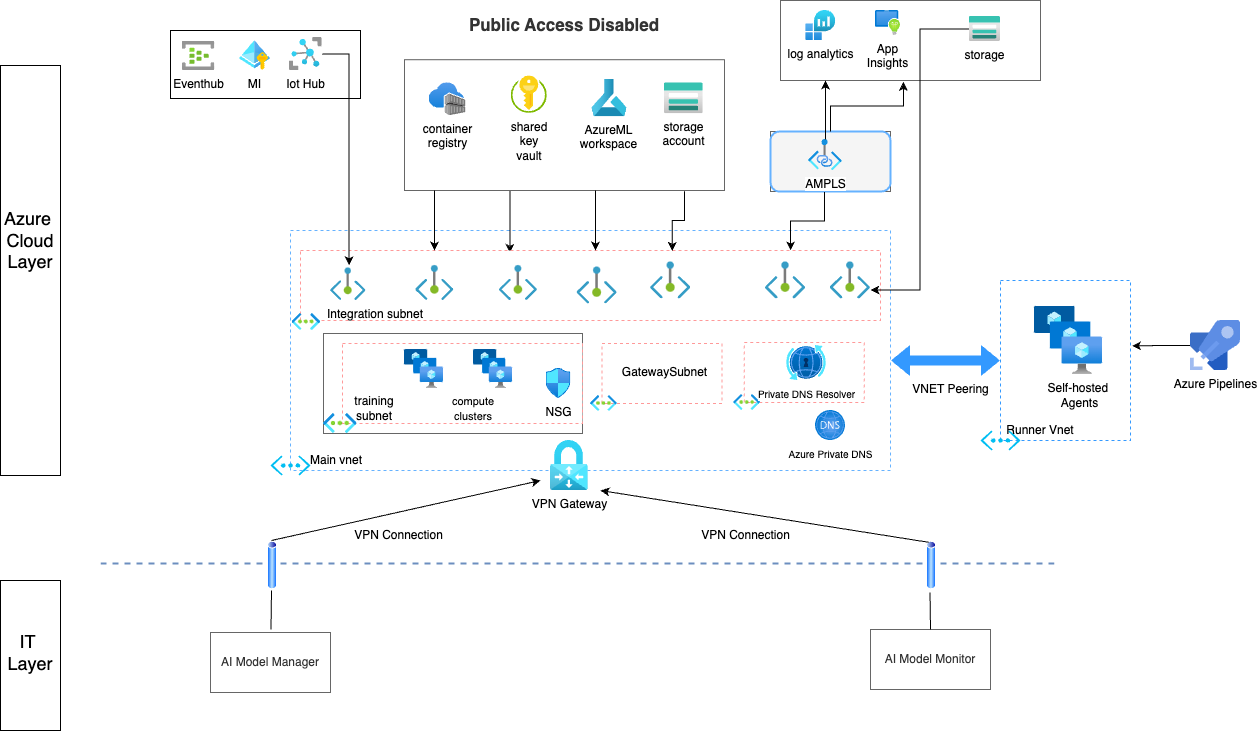 Public Access Disabled
Eventhub
MI
Iot Hub
container
registry
shared
key
vault
AzureML
workspace
storage
account
log analytics
App
Insights
storage
AMPLS
Azure
Cloud
Layer
Integration subnet
training
subnet
compute
clusters
NSG
GatewaySubnet
Private DNS Resolver
DNS
Azure Private DNS
Main vnet
VNET Peering
Self-hosted
Agents
Runner Vnet
Azure Pipelines
VPN Gateway
VPN Connection
VPN Connection
IT
Layer
AI Model Manager
AI Model Monitor